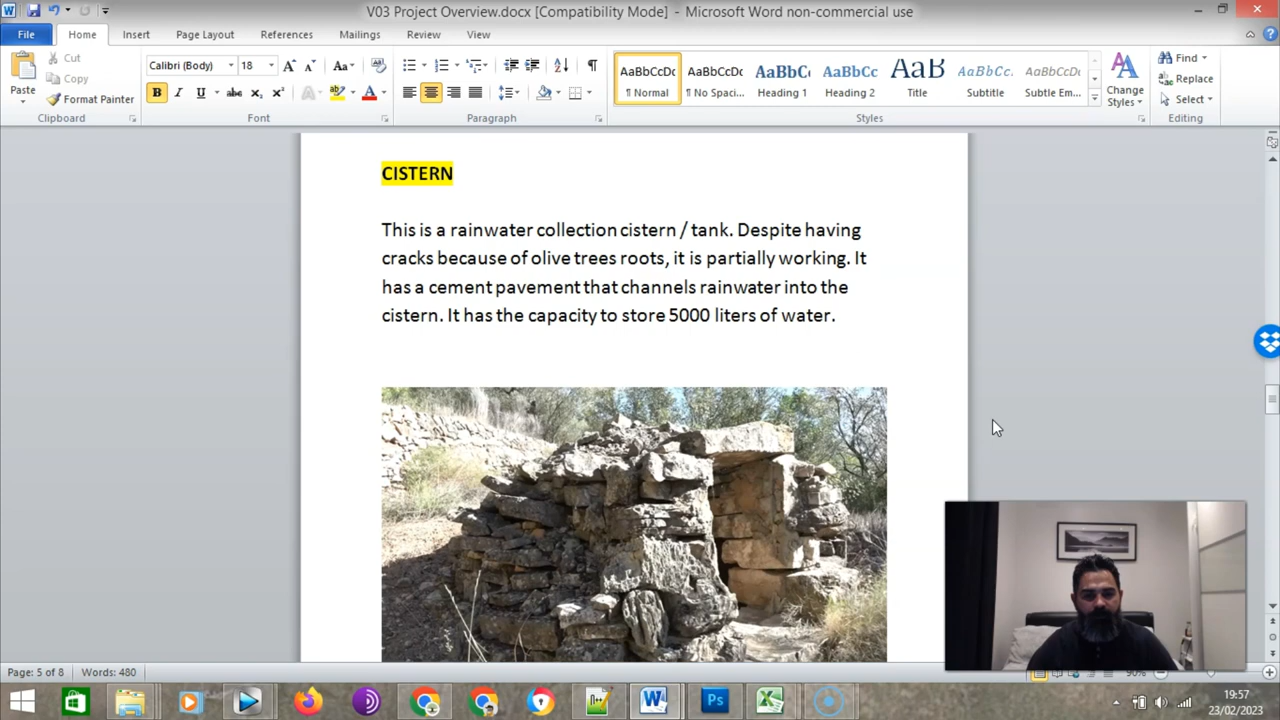 V03 Project Overview.docx [Compatibility Mode] - Microsoft Word non-commercial use
File Home Insert Page Layout References Mailings Review View
Paste
Cut
Copy
Format Painter
Clipboard
Calibri (Body) 18
Font
Paragraph
AaBbCcDc AaBbCcDc AaBbC AaBbCc AaB AaBbCc. AaBbCcDc
¶ Normal ¶ No Spaci... Heading 1 Heading 2 Title Subtitle Subtle Em...
Change
Styles
Styles
Find
Replace
Select
Editing
CISTERN
This is a rainwater collection cistern / tank. Despite having
cracks because of olive trees roots, it is partially working. It
has a cement pavement that channels rainwater into the
cistern. It has the capacity to store 5000 liters of water.
Page: 5 of 8 Words: 480
90%
19:57
23/02/2023